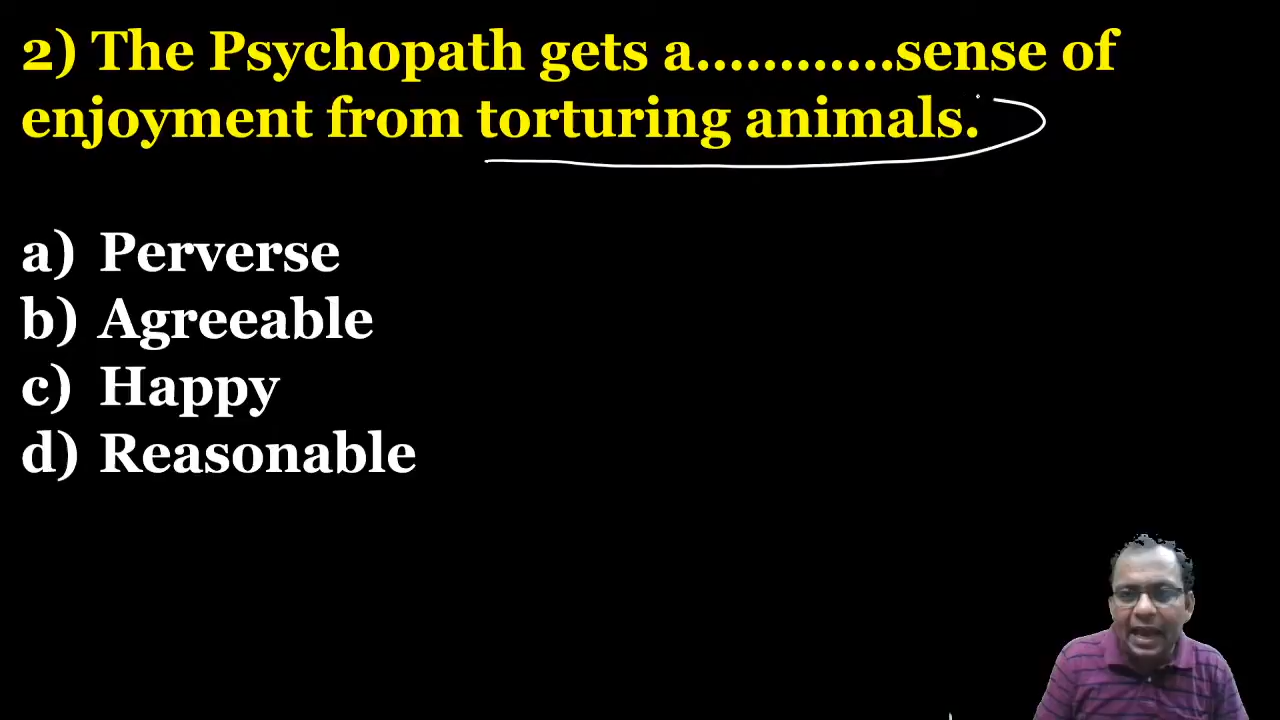 2) The Psychopath gets a............sense of
enjoyment from torturing animals.
a) Perverse
b) Agreeable
c) Happy
d) Reasonable